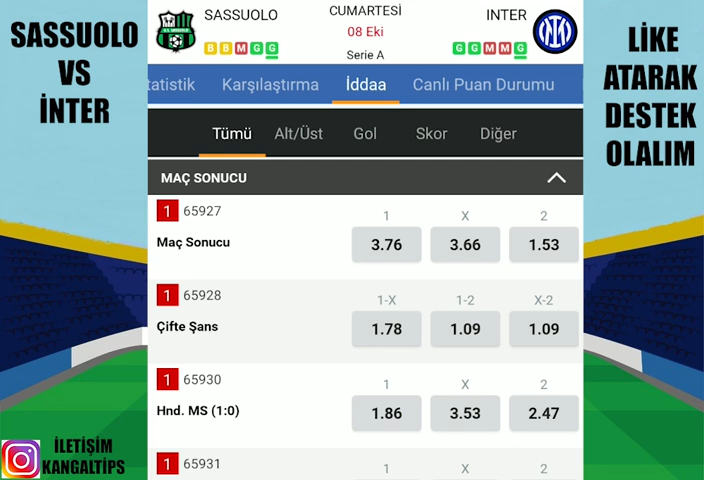 SASSUOLO
VS
İNTER
SASSUOLO
B B M G G
CUMARTESİ
08 Eki
Serie A
INTER
G G M M G
LİKE
ATARAK
DESTEK
OLALIM
tatistik Karşılaştırma İddaa Canlı Puan Durumu
Tümü Alt/Üst Gol Skor Diğer
MAÇ SONUCU
1 65927
Maç Sonucu
1 X 2
3.76 3.66 1.53
1 65928
Çifte Şans
1-X 1-2 X-2
1.78 1.09 1.09
1 65930
Hnd. MS (1:0)
1 X 2
1.86 3.53 2.47
1 65931
1 X 2
İLETİŞİM
KANGALTİPS